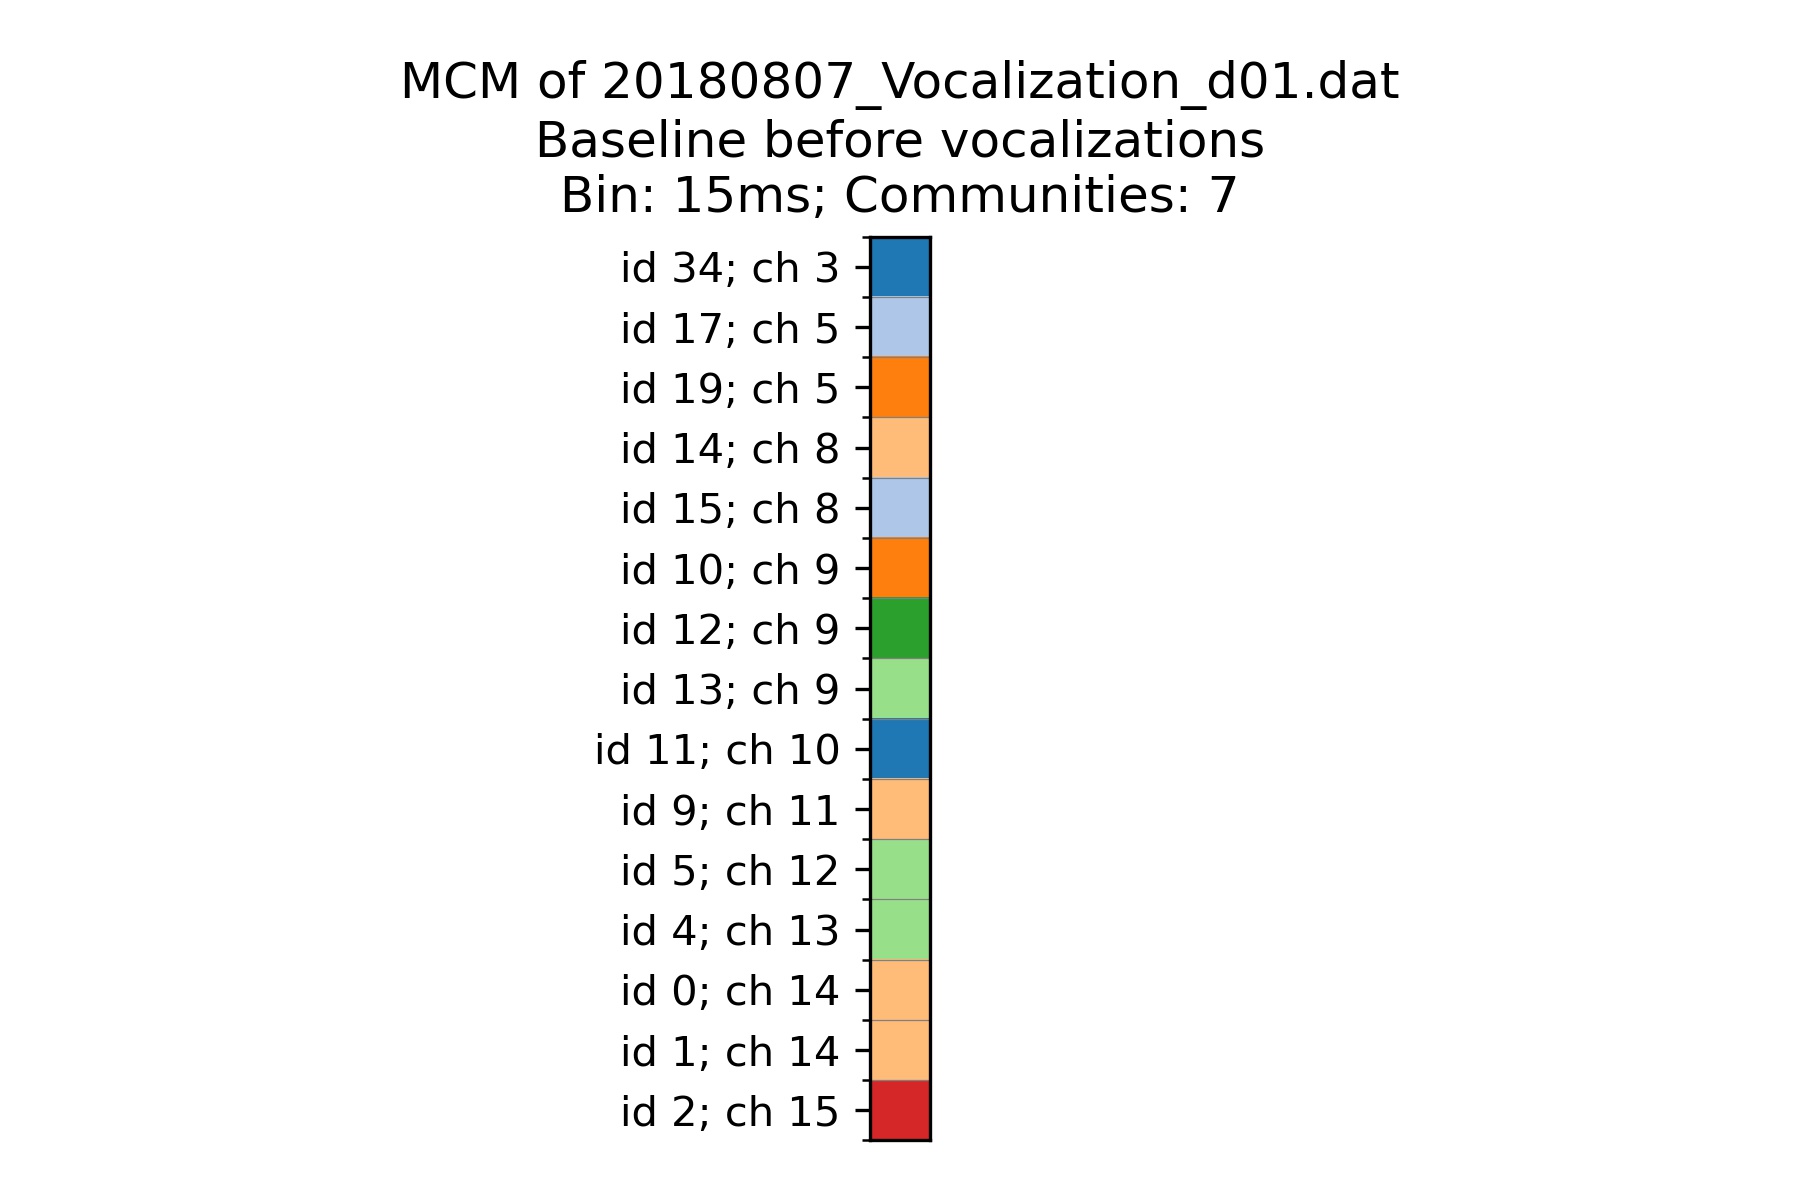 MCM of 20180807_Vocalization_d01.dat
Baseline before vocalizations
Bin: 15ms; Communities: 7
id 34; ch 3
id 17; ch 5
id 19; ch 5
id 14; ch 8
id 15; ch 8
id 10; ch 9
id 12; ch 9
id 13; ch 9
id 11; ch 10
id 9; ch 11
id 5; ch 12
id 4; ch 13
id 0; ch 14
id 1; ch 14
id 2; ch 15